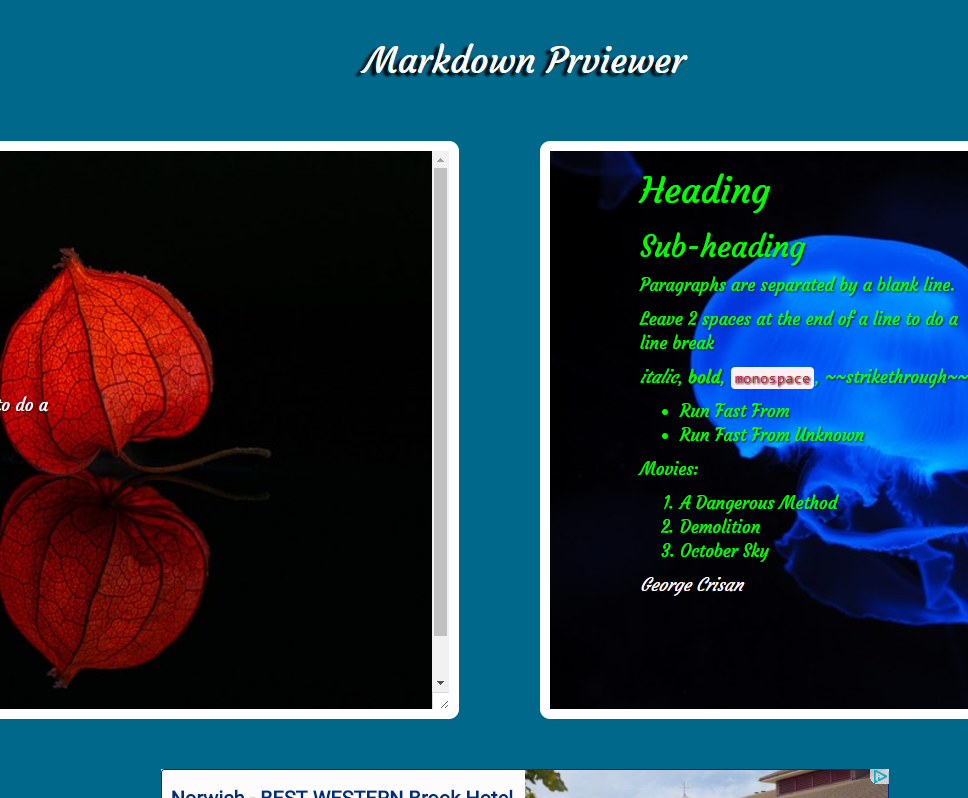 Markdown Prviewer
to do a
Heading
Sub-heading
Paragraphs are separated by a blank line.
Leave 2 spaces at the end of a line to do a
line break
italic, bold, monospace, ~~strikethrough~~
• Run Fast From
• Run Fast From Unknown
Movies:
1. A Dangerous Method
2. Demolition
3. October Sky
George Crisan
Norwich - BEST WESTERN Brook Hotel